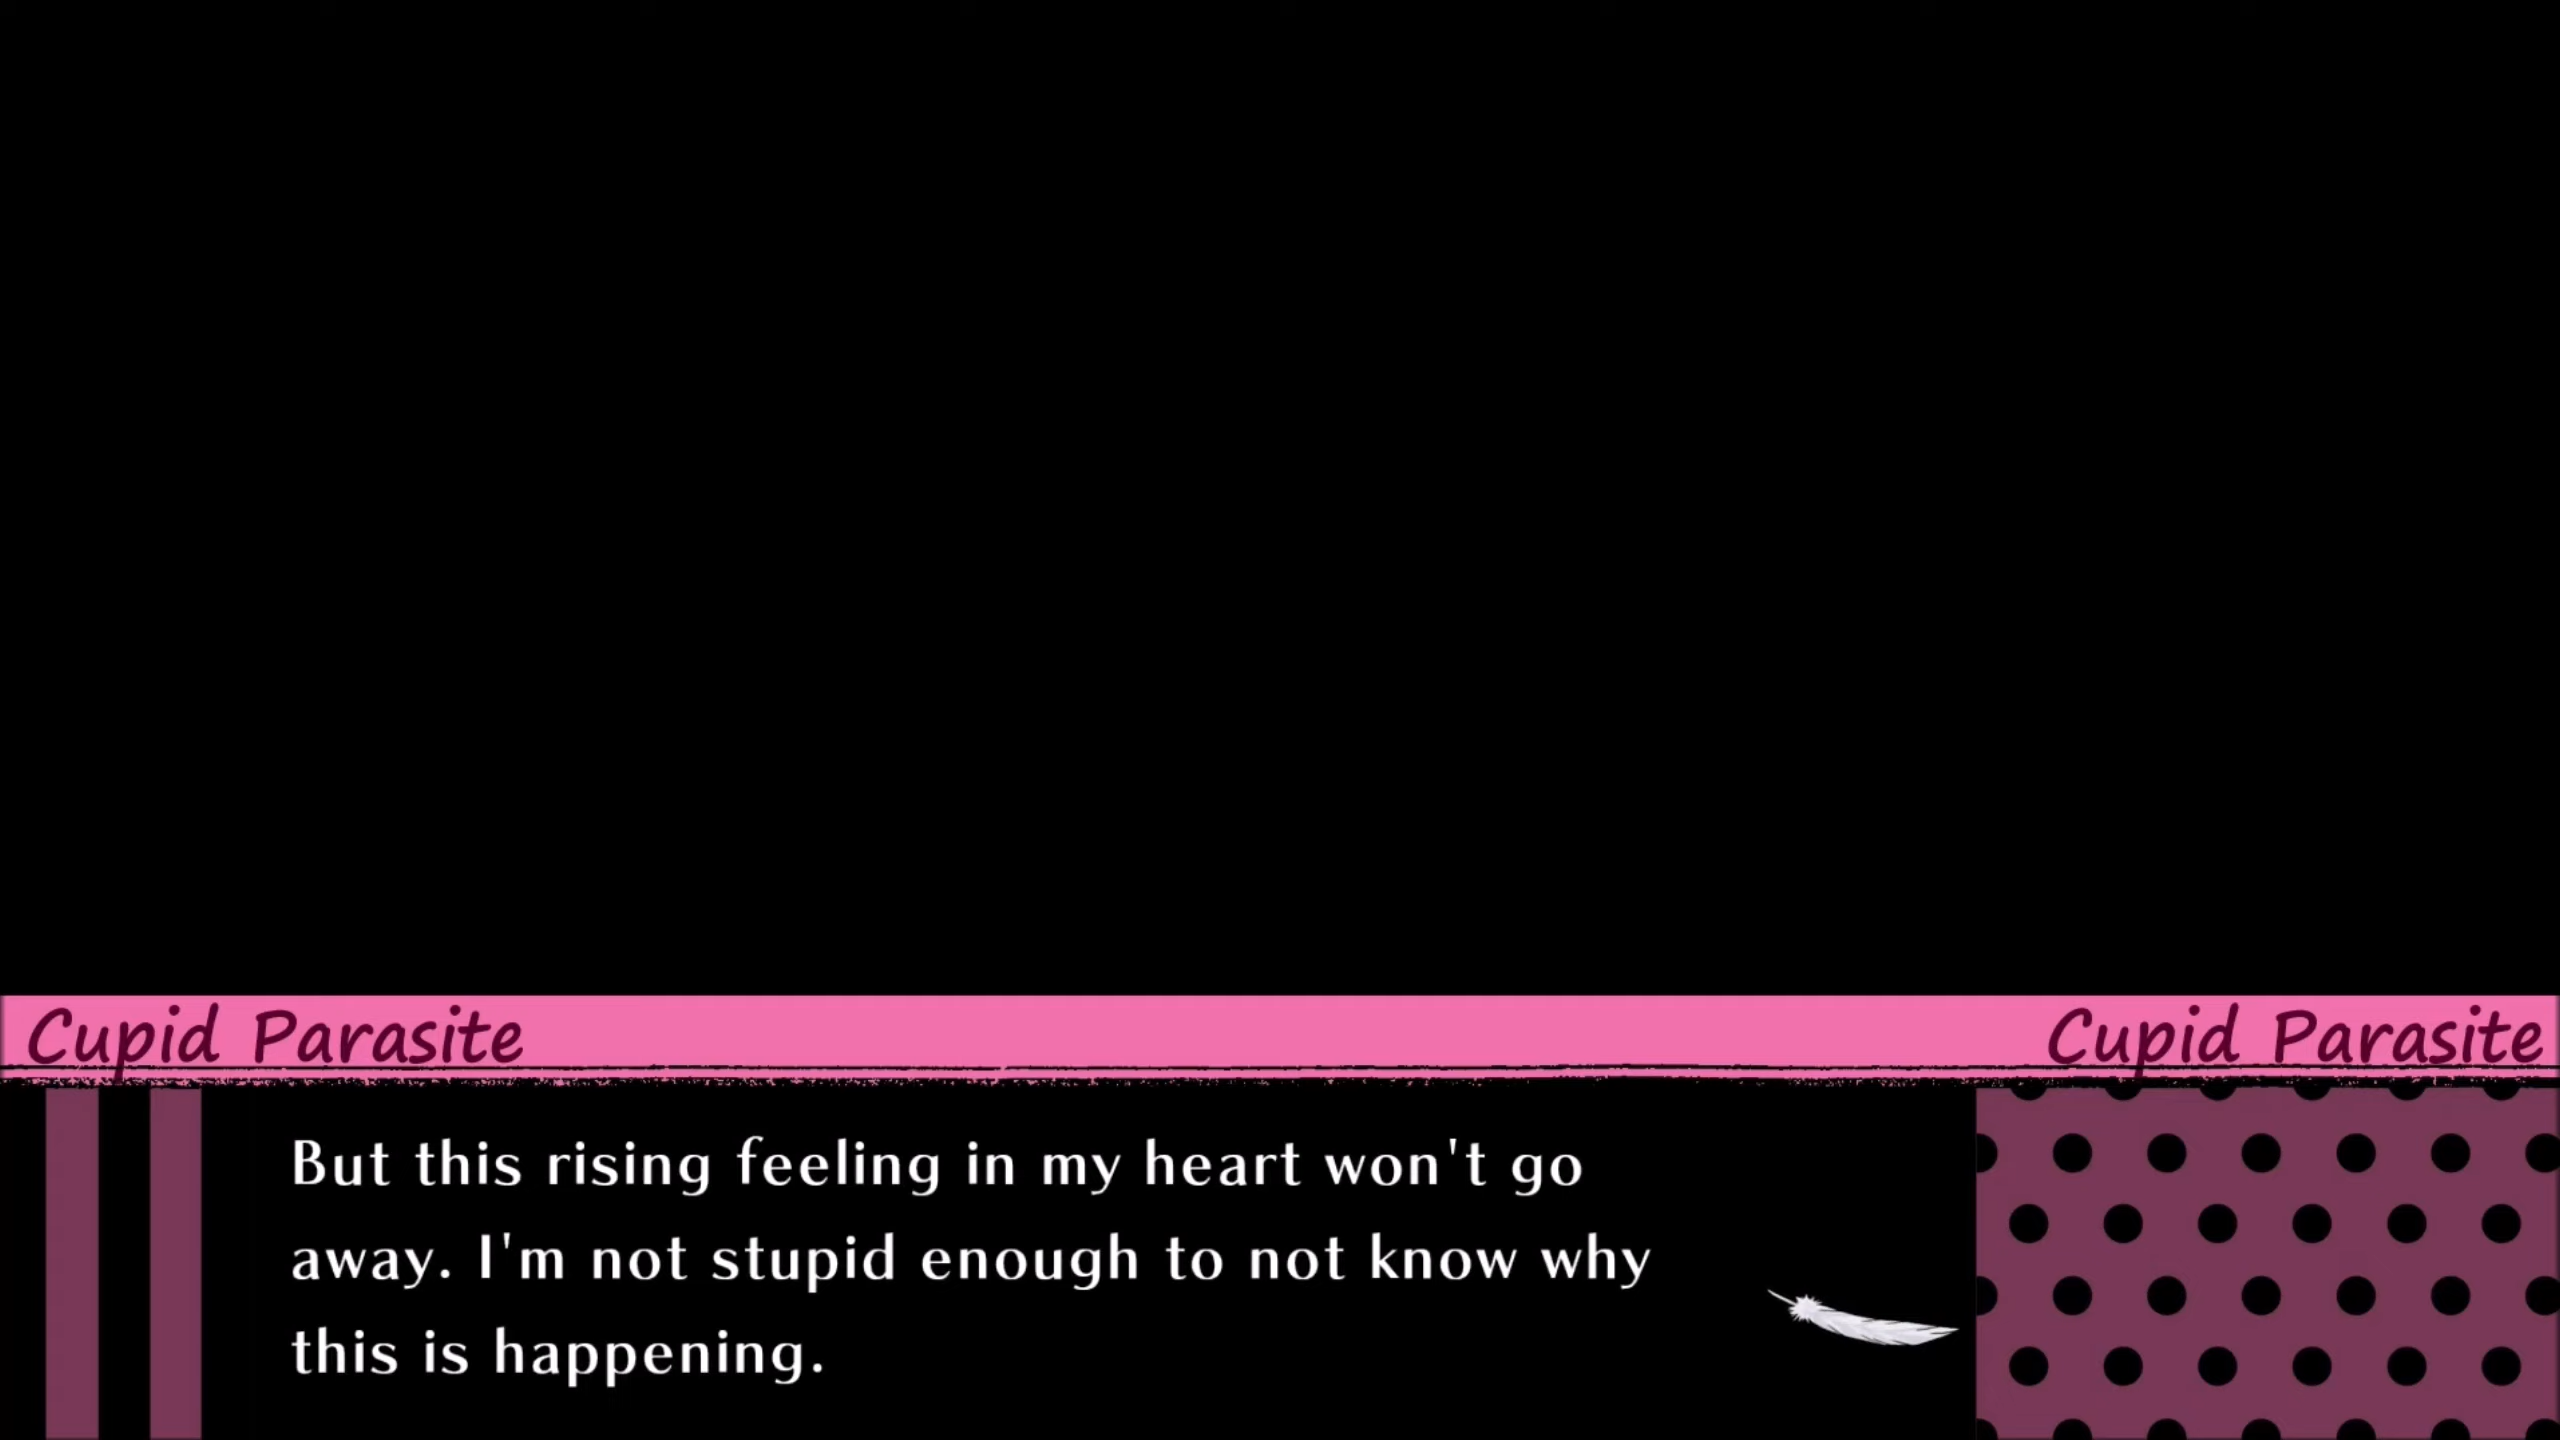 Cupid Parasite
Cupid Parasite
But this rising feeling in my heart won't go
away. I'm not stupid enough to not know why
this is happening.